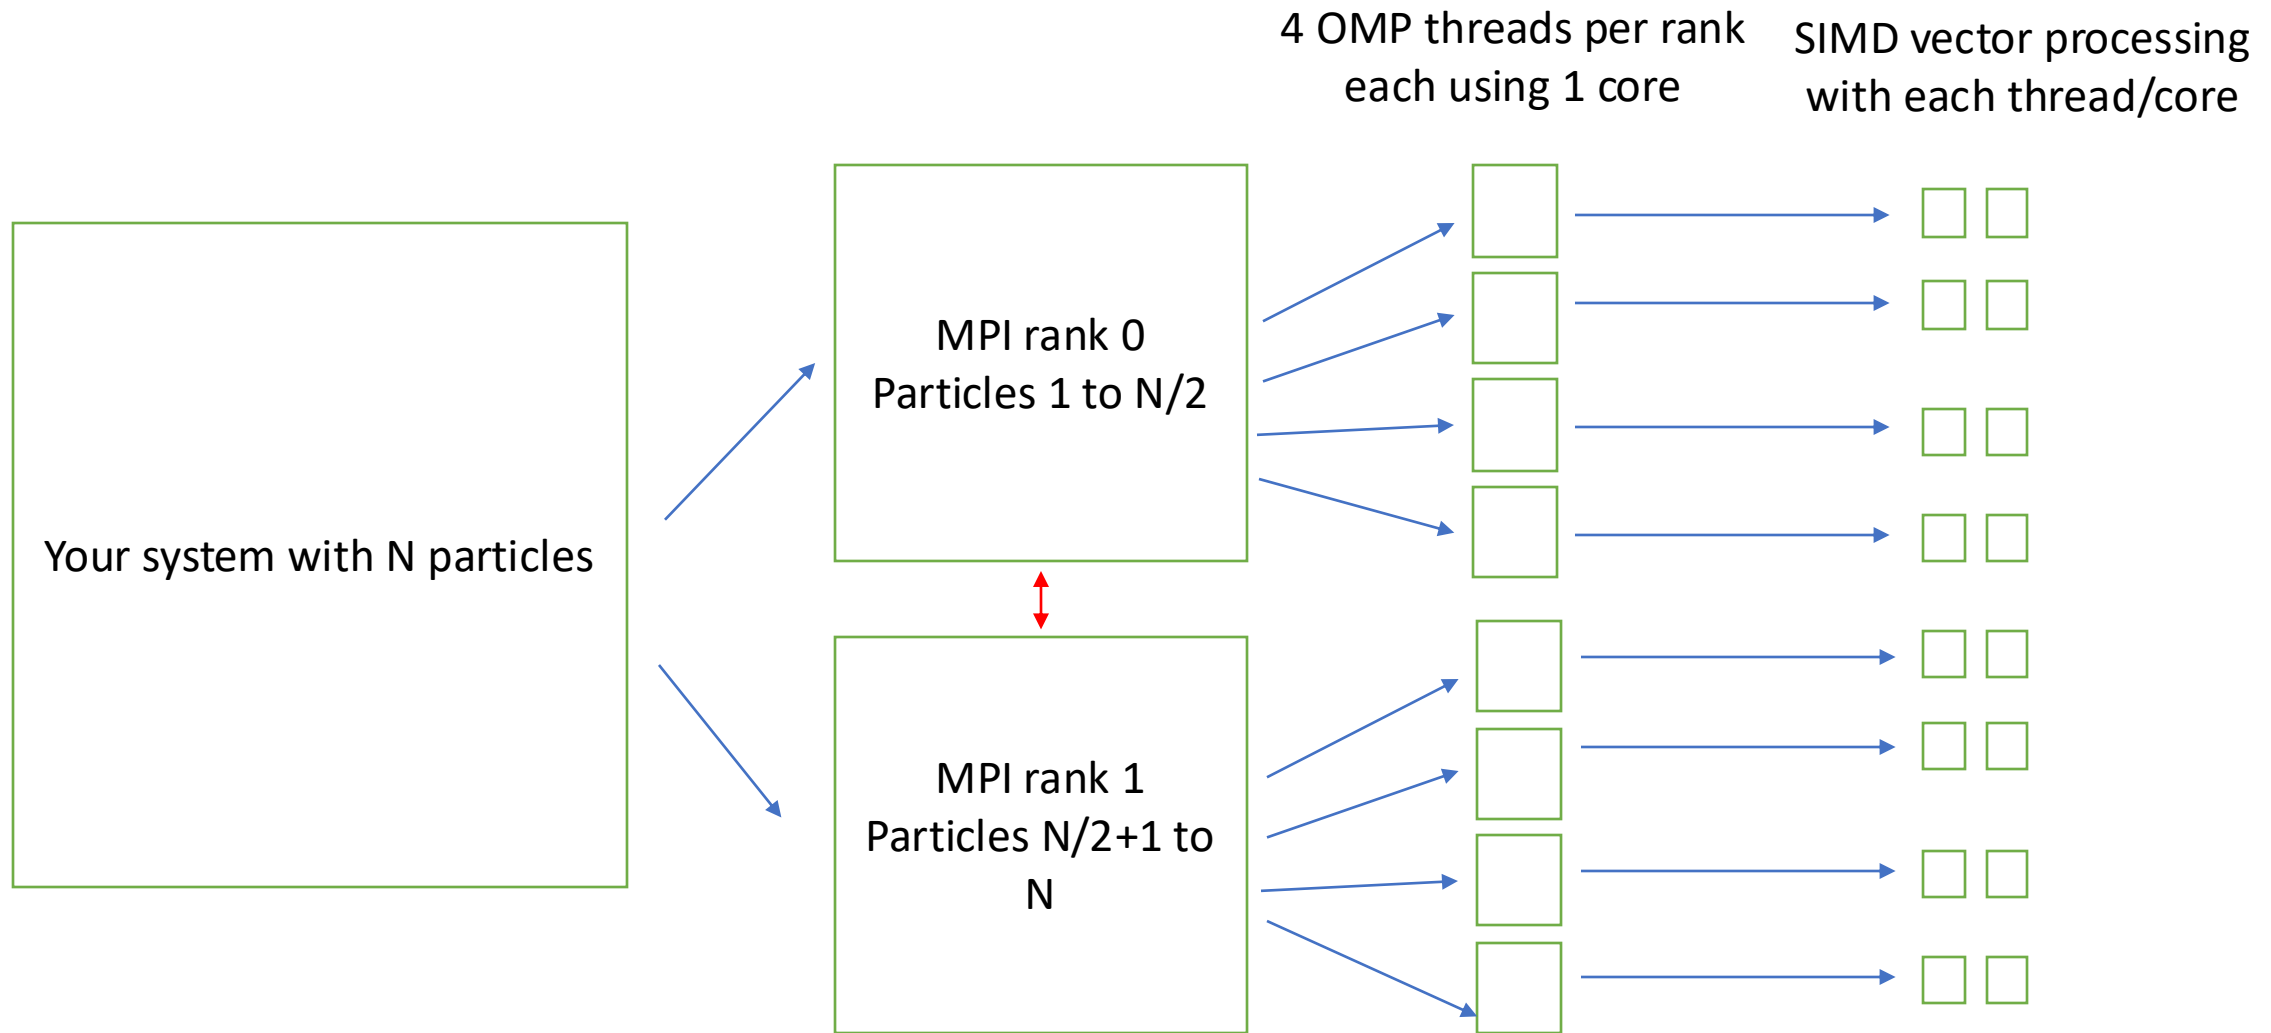 4 OMP threads per rank
each using 1 core
SIMD vector processing
with each thread/core
Your system with N particles
MPI rank 0
Particles 1 to N/2
MPI rank 1
Particles N/2+1 to
N